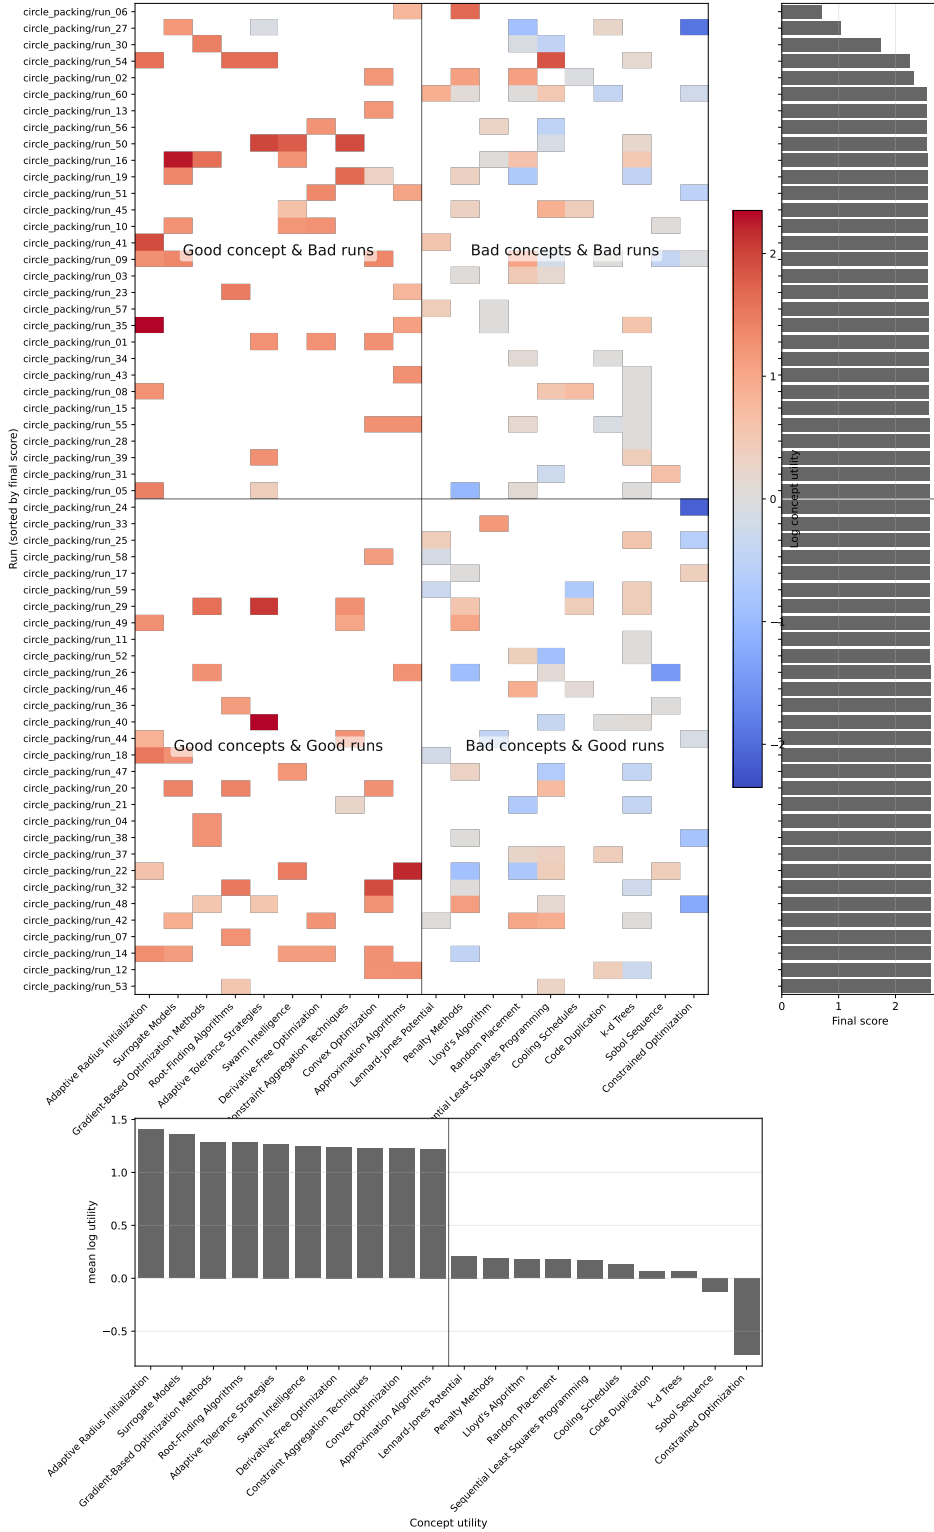 Run (sorted by final score)
circle_packing/run_06
circle_packing/run_27
circle_packing/run_30
circle_packing/run_54
circle_packing/run_02
circle_packing/run_60
circle_packing/run_13
circle_packing/run_56
circle_packing/run_50
circle_packing/run_16
circle_packing/run_19
circle_packing/run_51
circle_packing/run_45
circle_packing/run_10
circle_packing/run_41
circle_packing/run_09
circle_packing/run_03
circle_packing/run_23
circle_packing/run_57
circle_packing/run_35
circle_packing/run_01
circle_packing/run_34
circle_packing/run_43
circle_packing/run_08
circle_packing/run_15
circle_packing/run_55
circle_packing/run_28
circle_packing/run_39
circle_packing/run_31
circle_packing/run_05
circle_packing/run_24
circle_packing/run_33
circle_packing/run_25
circle_packing/run_58
circle_packing/run_17
circle_packing/run_59
circle_packing/run_29
circle_packing/run_49
circle_packing/run_11
circle_packing/run_52
circle_packing/run_26
circle_packing/run_46
circle_packing/run_36
circle_packing/run_40
circle_packing/run_44
circle_packing/run_18
circle_packing/run_47
circle_packing/run_20
circle_packing/run_21
circle_packing/run_04
circle_packing/run_38
circle_packing/run_37
circle_packing/run_22
circle_packing/run_32
circle_packing/run_48
circle_packing/run_42
circle_packing/run_07
circle_packing/run_14
circle_packing/run_12
circle_packing/run_53
Good concept & Bad runs
Bad concepts & Bad runs
Good concepts & Good runs
Bad concepts & Good runs
2
1
0
−1
−2
Log concept utility
0
1
2
Final score
Adaptive Radius Initialization
Surrogate Models
Gradient-Based Optimization Methods
Root-Finding Algorithms
Adaptive Tolerance Strategies
Swarm Intelligence
Derivative-Free Optimization
onstraint Aggregation Techniques
Convex Optimization
Approximation Algorithms
Lennard-Jones Potential
Penalty Methods
Lloyd's Algorithm
Random Placement
ntial Least Squares Programming
Cooling Schedules
Code Duplication
k-d Trees
Sobol Sequence
Constrained Optimization
mean log utility
1.5
1.0
0.5
0.0
−0.5
Adaptive Radius Initialization
Surrogate Models
Gradient-Based Optimization Methods
Root-Finding Algorithms
Adaptive Tolerance Strategies
Swarm Intelligence
Derivative-Free Optimization
Constraint Aggregation Techniques
Convex Optimization
Approximation Algorithms
Lennard-Jones Potential
Penalty Methods
Lloyd's Algorithm
Random Placement
Sequential Least Squares Programming
Cooling Schedules
Code Duplication
k-d Trees
Sobol Sequence
Constrained Optimization
Concept utility